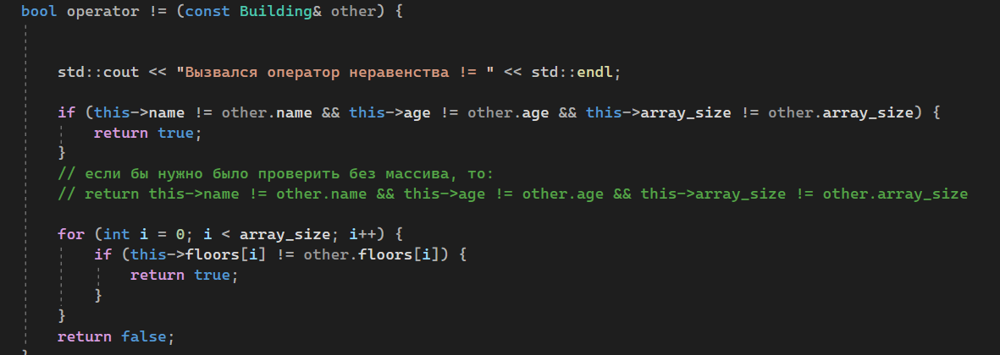 bool operator != (const Building& other) {
std::cout << "Вызвался оператор неравенства != " << std::endl;
if (this->name != other.name && this->age != other.age && this->array_size != other.array_size) {
return true;
}
// если бы нужно было проверить без массива, то:
// return this->name != other.name && this->age != other.age && this->array_size != other.array_size
for (int i = 0; i < array_size; i++) {
if (this->floors[i] != other.floors[i]) {
return true;
}
}
return false;
}